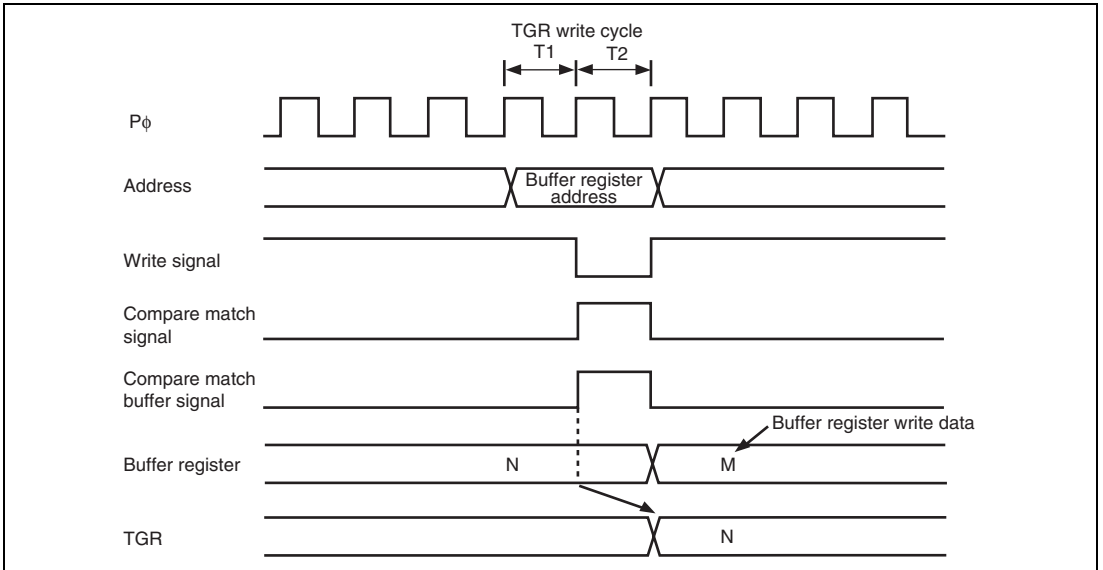 TGR write cycle
T1 T2
Pϕ
Address
Buffer register
address
Write signal
Compare match
signal
Compare match
buffer signal
Buffer register write data
Buffer register
N M
TGR
N